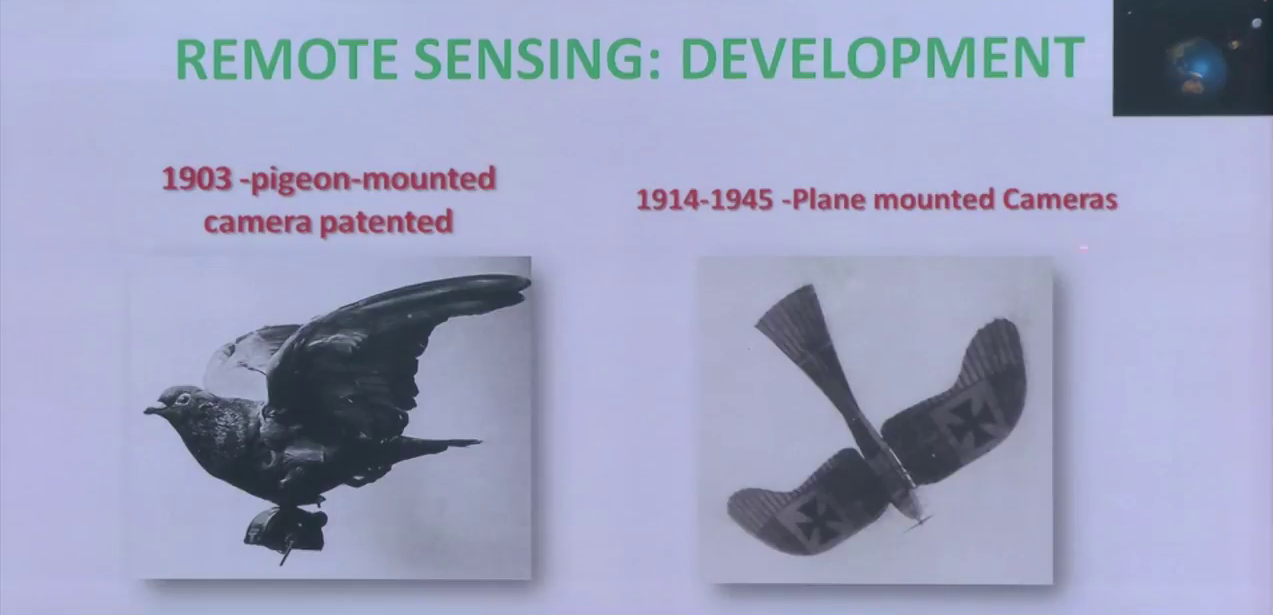 REMOTE SENSING: DEVELOPMENT
1903 -pigeon-mounted
camera patented
1914-1945 -Plane mounted Cameras